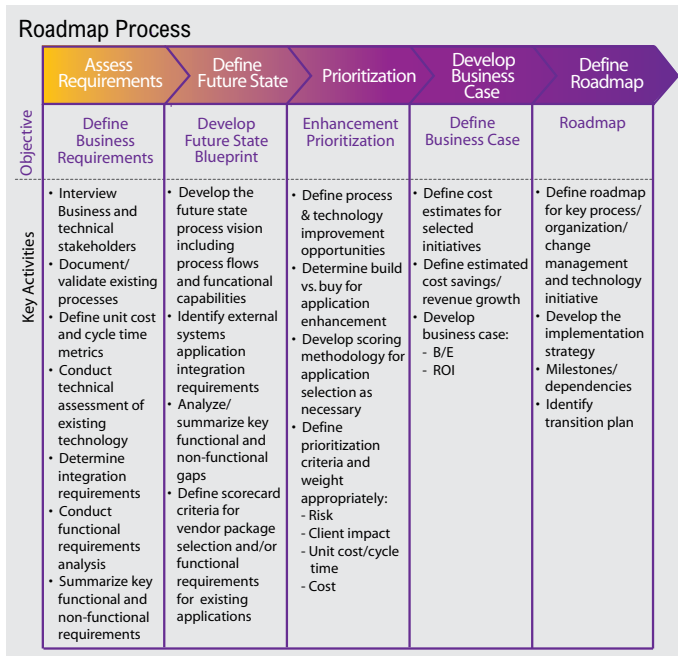 Roadmap Process
Assess
Requirements
Define
Future State
Prioritization
Develop
Business
Case
Define
Roadmap
Objective
Define
Business
Requirements
Develop
Future State
Blueprint
Enhancement
Prioritization
Define
Business Case
Roadmap
Key Activities
• Interview
Business and
technical
stakeholders
• Document/
validate existing
processes
• Define unit cost
and cycle time
metrics
• Conduct
technical
assessment of
existing
technology
• Determine
integration
requirements
• Conduct
functional
requirements
analysis
• Summarize key
functional and
non-functional
requirements
• Develop the
future state
process vision
including
process flows
and funcational
capabilities
• Identify external
systems
application
integration
requirements
• Analyze/
summarize key
functional and
non-functional
gaps
• Define scorecard
criteria for
vendor package
selection and/or
functional
requirements
for existing
applications
• Define process
& technology
improvement
opportunities
• Determine build
vs. buy for
application
enhancement
• Develop scoring
methodology for
application
selection as
necessary
• Define
prioritization
criteria and
weight
appropriately:
- Risk
- Client impact
- Unit cost/cycle
time
- Cost
• Define cost
estimates for
selected
initiatives
• Define estimated
cost savings/
revenue growth
• Develop
business case:
- B/E
- ROI
• Define roadmap
for key process/
organization/
change
management
and technology
initiative
• Develop the
implementation
strategy
• Milestones/
dependencies
• Identify
transition plan